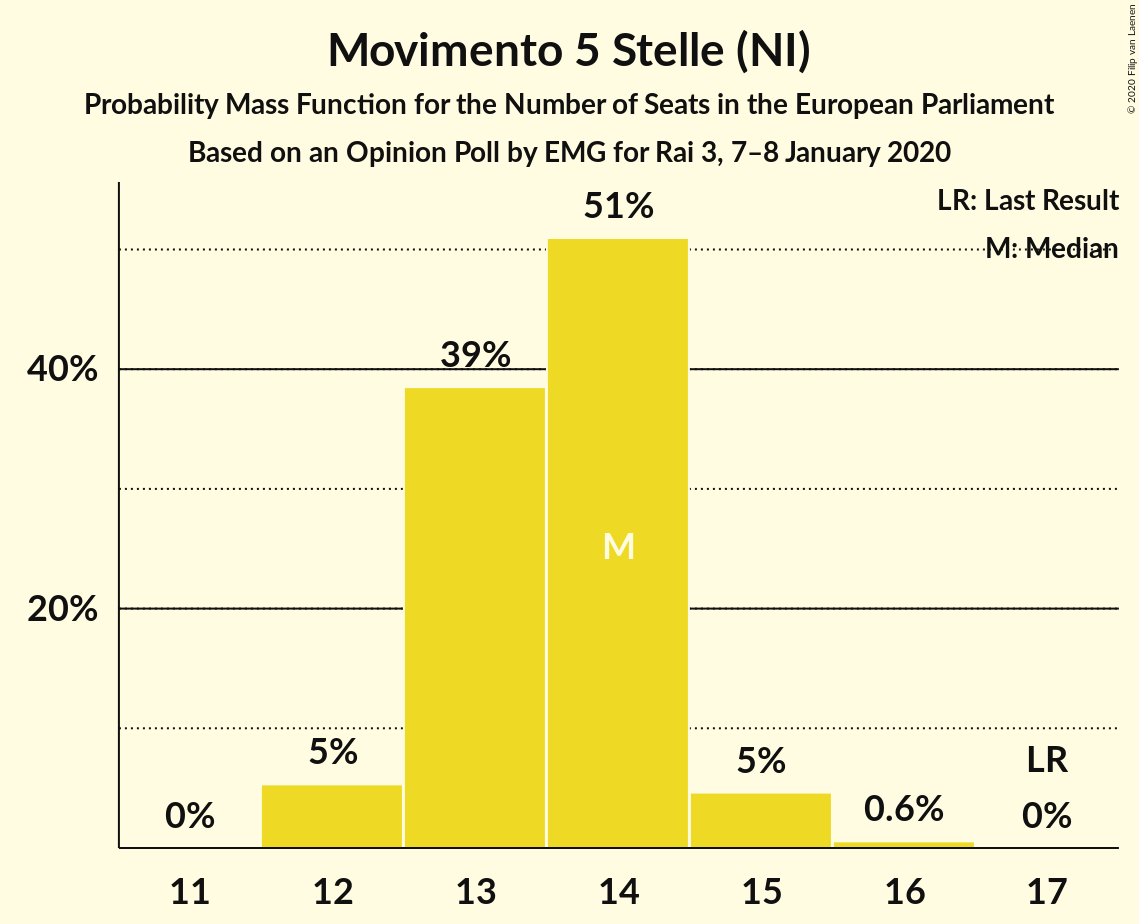 Movimento 5 Stelle (NI)
Probability Mass Function for the Number of Seats in the European Parliament
Based on an Opinion Poll by EMG for Rai 3, 7–8 January 2020
© 2020 Filip van Laenen
LR: Last Result
M: Median
51%
39%
40%
M
20%
5%
5%
LR
0%
0.6%
0%
11 12 13 14 15 16 17